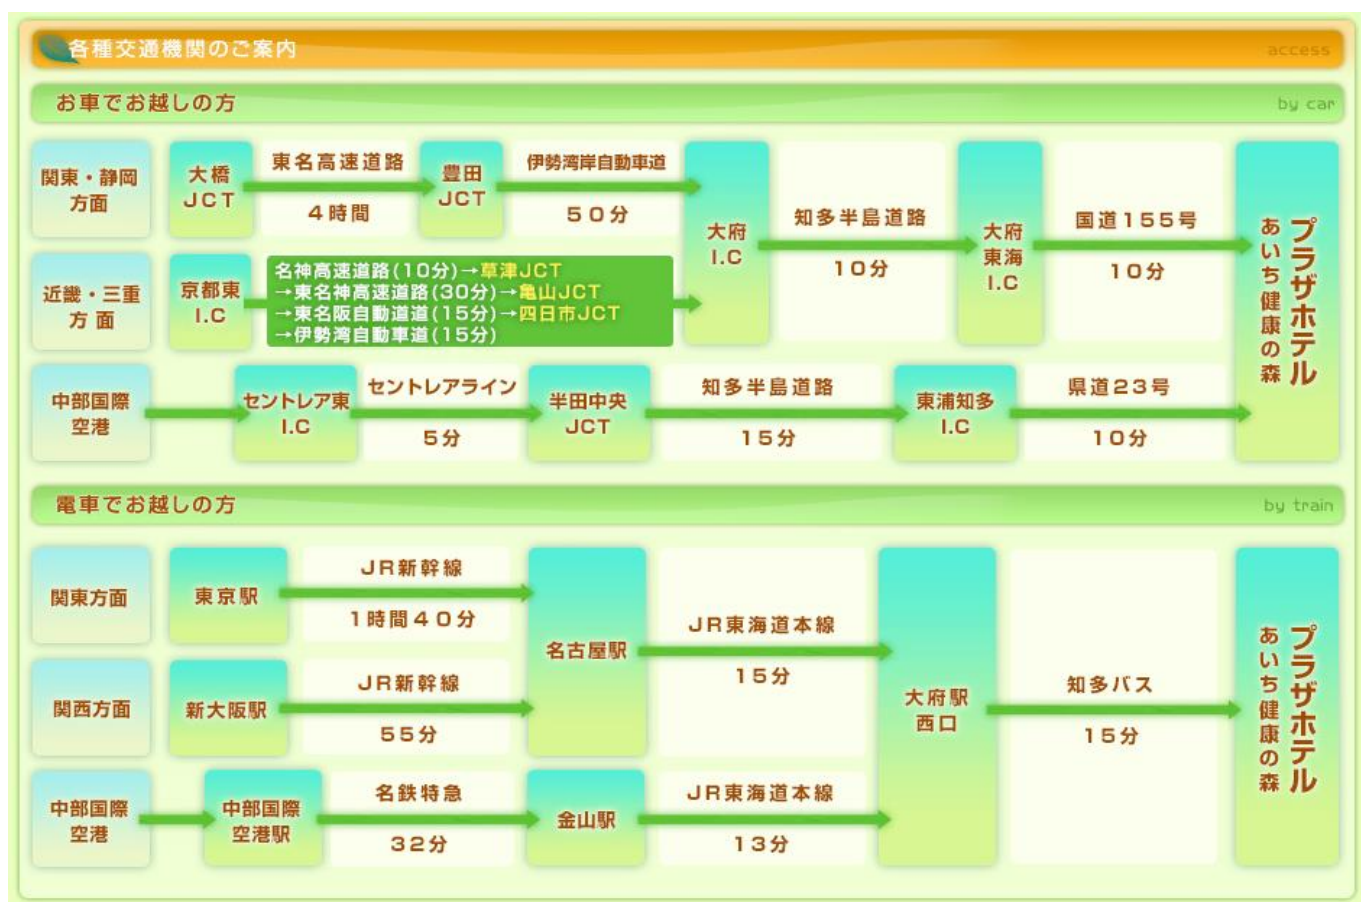 各種交通機関のご案内
access
お車でお越しの方
by car
関東・静岡
方面
大橋
JCT
東名高速道路
4時間
豊田
JCT
伊勢湾岸自動車道
50分
近畿・三重
方面
京都東
I.C
名神高速道路(10分)→草津JCT
→東名神高速道路(30分)→亀山JCT
→東名阪自動道道(15分)→四日市JCT
→伊勢湾自動車道(15分)
大府
I.C
知多半島道路
10分
大府
東海
I.C
国道155号
10分
中部国際
空港
セントレア東
I.C
セントレアライン
5分
半田中央
JCT
知多半島道路
15分
東浦知多
I.C
県道23号
10分
プラザホテル
あいち健康の森
電車でお越しの方
by train
関東方面
東京駅
JR新幹線
1時間40分
関西方面
新大阪駅
JR新幹線
55分
名古屋駅
JR東海道本線
15分
中部国際
空港
中部国際
空港駅
名鉄特急
32分
金山駅
JR東海道本線
13分
大府駅
西口
知多バス
15分
プラザホテル
あいち健康の森